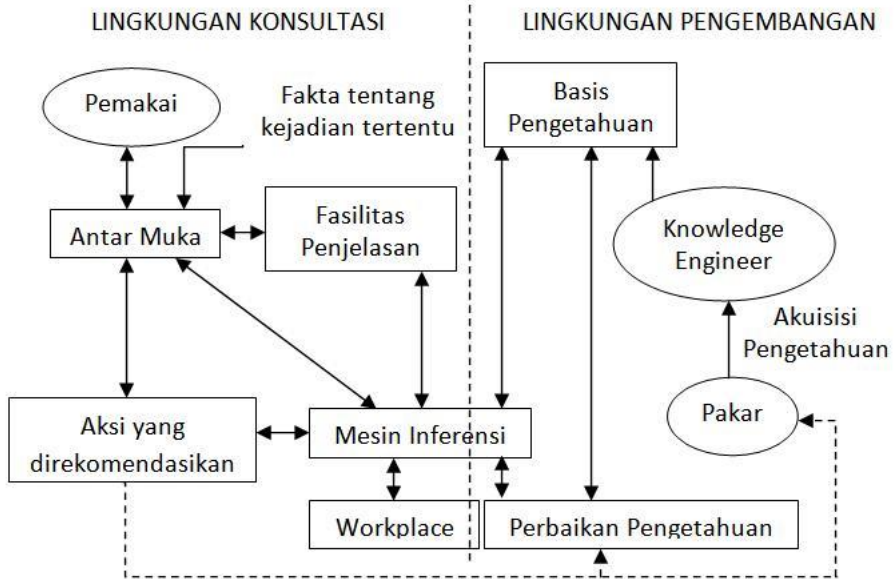 LINGKUNGAN KONSULTASI
LINGKUNGAN PENGEMBANGAN
Pemakai
Fakta tentang
kejadian tertentu
Basis
Pengetahuan
Antar Muka
Fasilitas
Penjelasan
Knowledge
Engineer
Akuisisi
Pengetahuan
Aksi yang
direkomendasikan
Mesin Inferensi
Pakar
Workplace
Perbaikan Pengetahuan